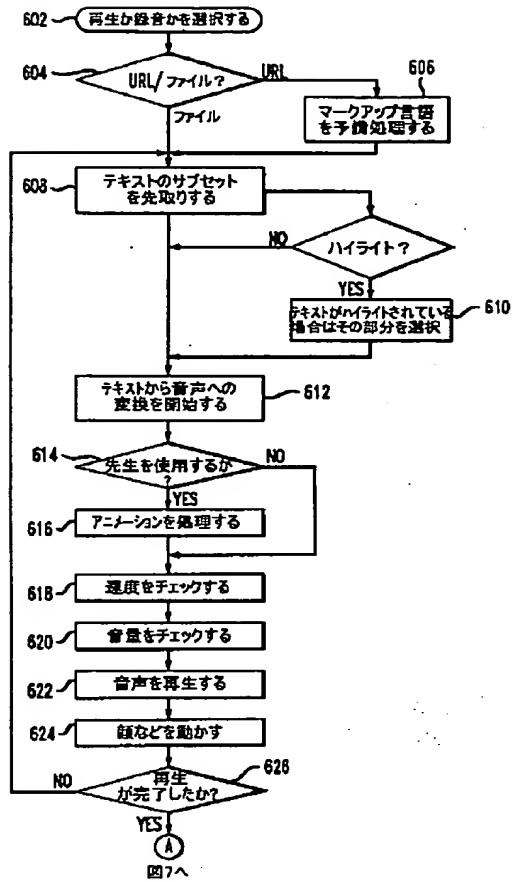 602
再生か録音かを選択する
604
URL/ファイル?
URL
606
マークアップ言語
を予備処理する
ファイル
608
テキストのサブセット
を先取りする
NO
ハイライト?
YES
テキストがハイライトされている
場合はその部分を選択
610
テキストから音声への
変換を開始する
612
614
先生を使用するか
?
NO
YES
616
アニメーションを処理する
618
速度をチェックする
620
音量をチェックする
622
音声を再生する
624
顔などを動かす
626
再生
が完了したか?
NO
YES
A
図7へ